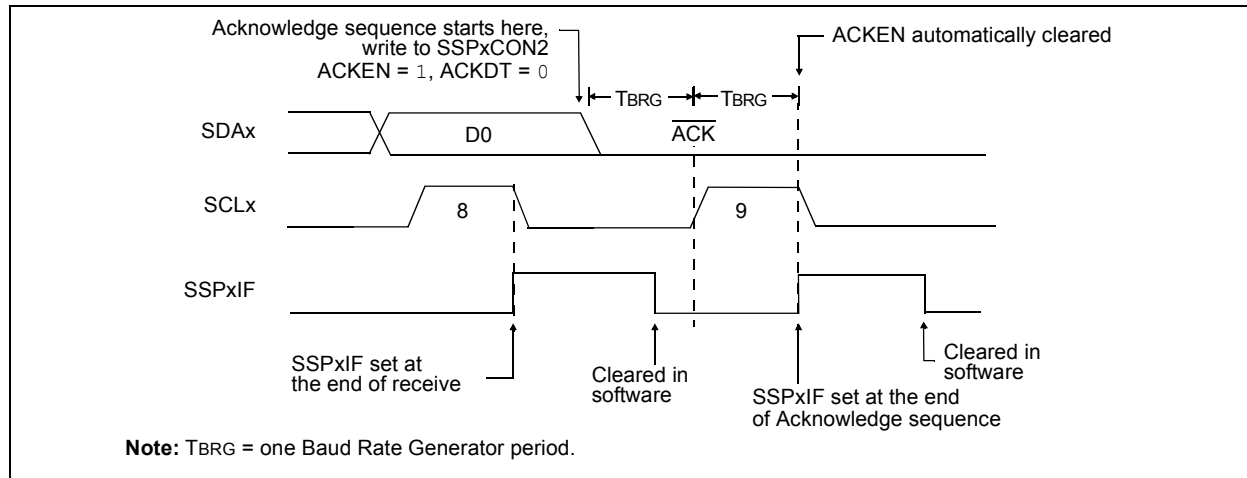 Acknowledge sequence starts here,
write to SSPxCON2
ACKEN = 1, ACKDT = 0
ACKEN automatically cleared
TBRG
TBRG
SDAx
D0
ACK
SCLx
8
9
SSPxIF
SSPxIF set at
the end of receive
Cleared in
software
SSPxIF set at the end
of Acknowledge sequence
Cleared in
software
Note: TBRG = one Baud Rate Generator period.